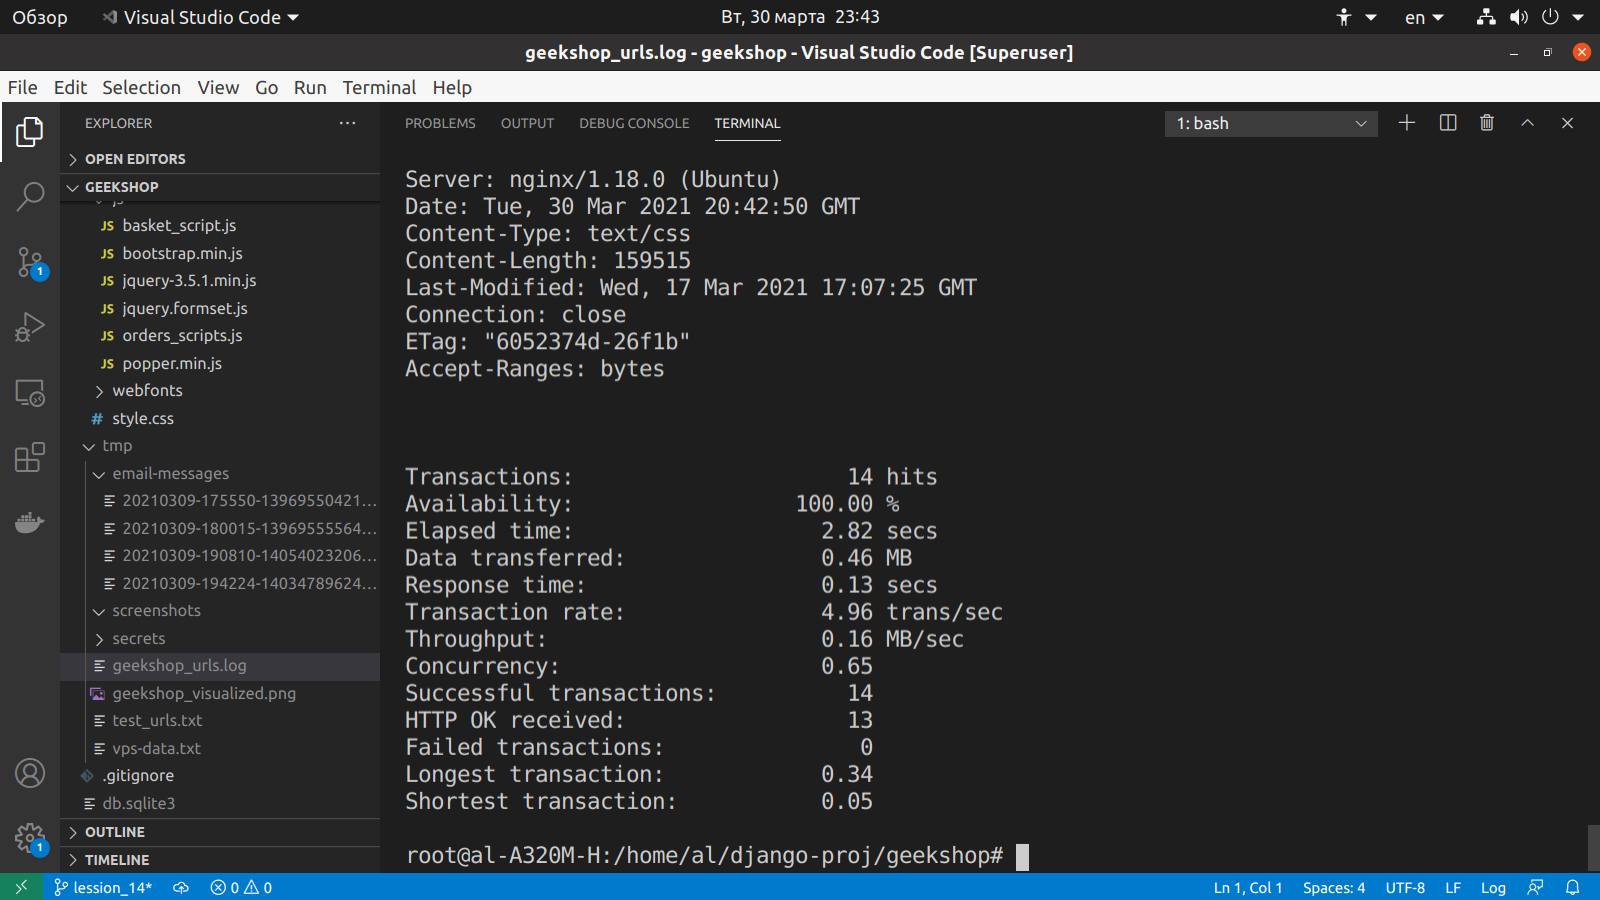 Обзор
Visual Studio Code
Вт, 30 марта 23:43
en
geekshop_urls.log - geekshop - Visual Studio Code [Superuser]
File Edit Selection View Go Run Terminal Help
EXPLORER
OPEN EDITORS
GEEKSHOP
js
JS basket_script.js
JS bootstrap.min.js
JS jquery-3.5.1.min.js
JS jquery.formset.js
JS orders_scripts.js
JS popper.min.js
webfonts
# style.css
tmp
email-messages
20210309-175550-13969550421...
20210309-180015-13969555564...
20210309-190810-14054023206...
20210309-194224-14034789624...
screenshots
secrets
geekshop_urls.log
geekshop_visualized.png
test_urls.txt
vps-data.txt
.gitignore
db.sqlite3
OUTLINE
TIMELINE
1
1
PROBLEMS OUTPUT DEBUG CONSOLE TERMINAL
1: bash
Server: nginx/1.18.0 (Ubuntu)
Date: Tue, 30 Mar 2021 20:42:50 GMT
Content-Type: text/css
Content-Length: 159515
Last-Modified: Wed, 17 Mar 2021 17:07:25 GMT
Connection: close
ETag: "6052374d-26f1b"
Accept-Ranges: bytes
Transactions: 14 hits
Availability: 100.00 %
Elapsed time: 2.82 secs
Data transferred: 0.46 MB
Response time: 0.13 secs
Transaction rate: 4.96 trans/sec
Throughput: 0.16 MB/sec
Concurrency: 0.65
Successful transactions: 14
HTTP OK received: 13
Failed transactions: 0
Longest transaction: 0.34
Shortest transaction: 0.05
root@al-A320M-H:/home/al/django-proj/geekshop#
lession_14* 0 0
Ln 1, Col 1 Spaces: 4 UTF-8 LF Log